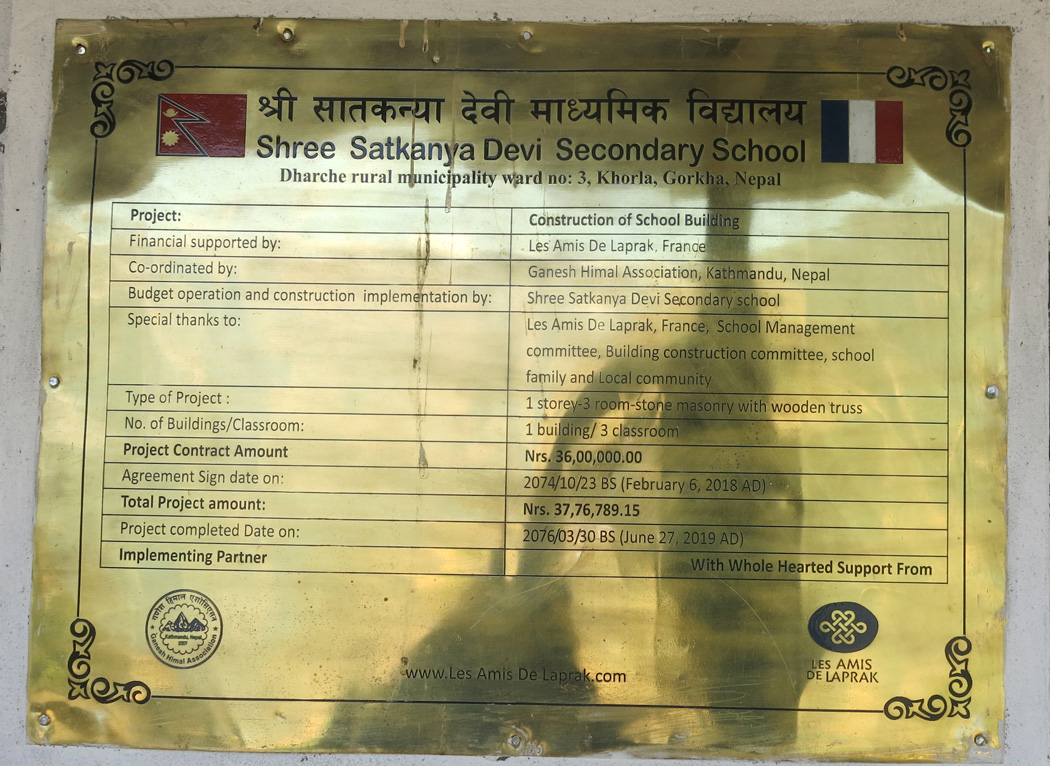 श्री सातकन्या देवी माध्यमिक विद्यालय
Shree Satkanya Devi Secondary School
Dharche rural municipality ward no: 3, Khorla, Gorkha, Nepal
Project: Construction of School Building
Financial supported by: Les Amis De Laprak, France
Co-ordinated by: Ganesh Himal Association, Kathmandu, Nepal
Budget operation and construction implementation by: Shree Satkanya Devi Secondary school
Special thanks to: Les Amis De Laprak, France, School Management
committee, Building construction committee, school
family and Local community
Type of Project : 1 storey-3 room-stone masonry with wooden truss
No. of Buildings/Classroom: 1 building/ 3 classroom
Project Contract Amount Nrs. 36,00,000.00
Agreement Sign date on: 2074/10/23 BS (February 6, 2018 AD)
Total Project amount: Nrs. 37,76,789.15
Project completed Date on: 2076/03/30 BS (June 27, 2019 AD)
Implementing Partner With Whole Hearted Support From
गणेश हिमाल एसोसिएसन
Kathmandu, Nepal
Ganesh Himal Association
www.Les Amis De Laprak.com
LES AMIS
DE LAPRAK